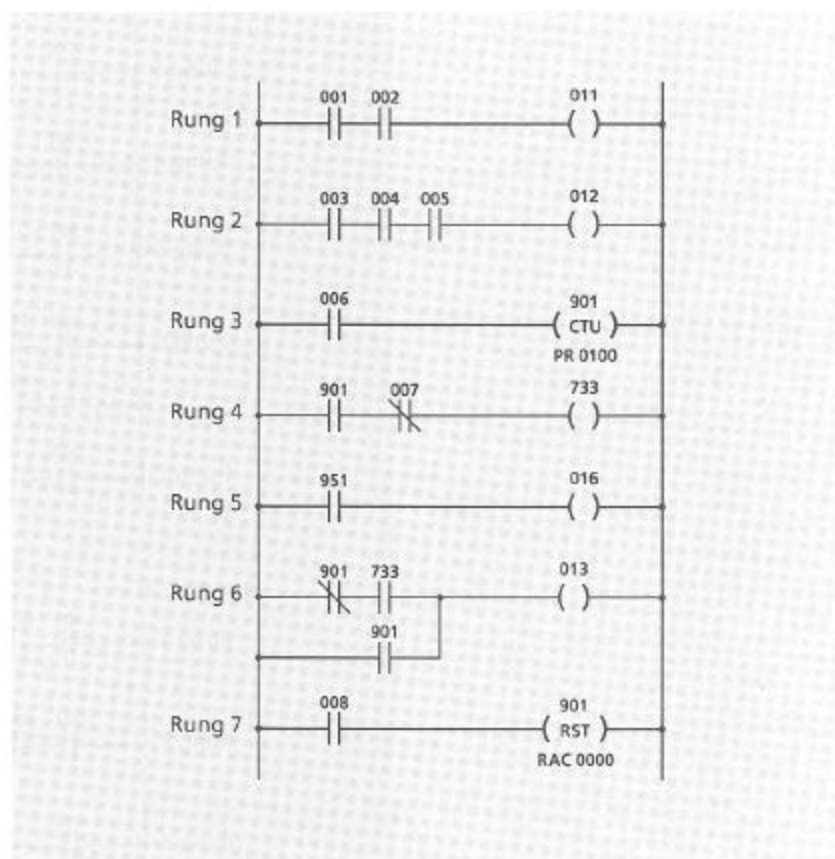 001 002 011
Rung 1
003 004 005 012
Rung 2
006 901
Rung 3 CTU
PR 0100
901 007 733
Rung 4
951 016
Rung 5
901 733 013
Rung 6
901
008 901
Rung 7 RST
RAC 0000